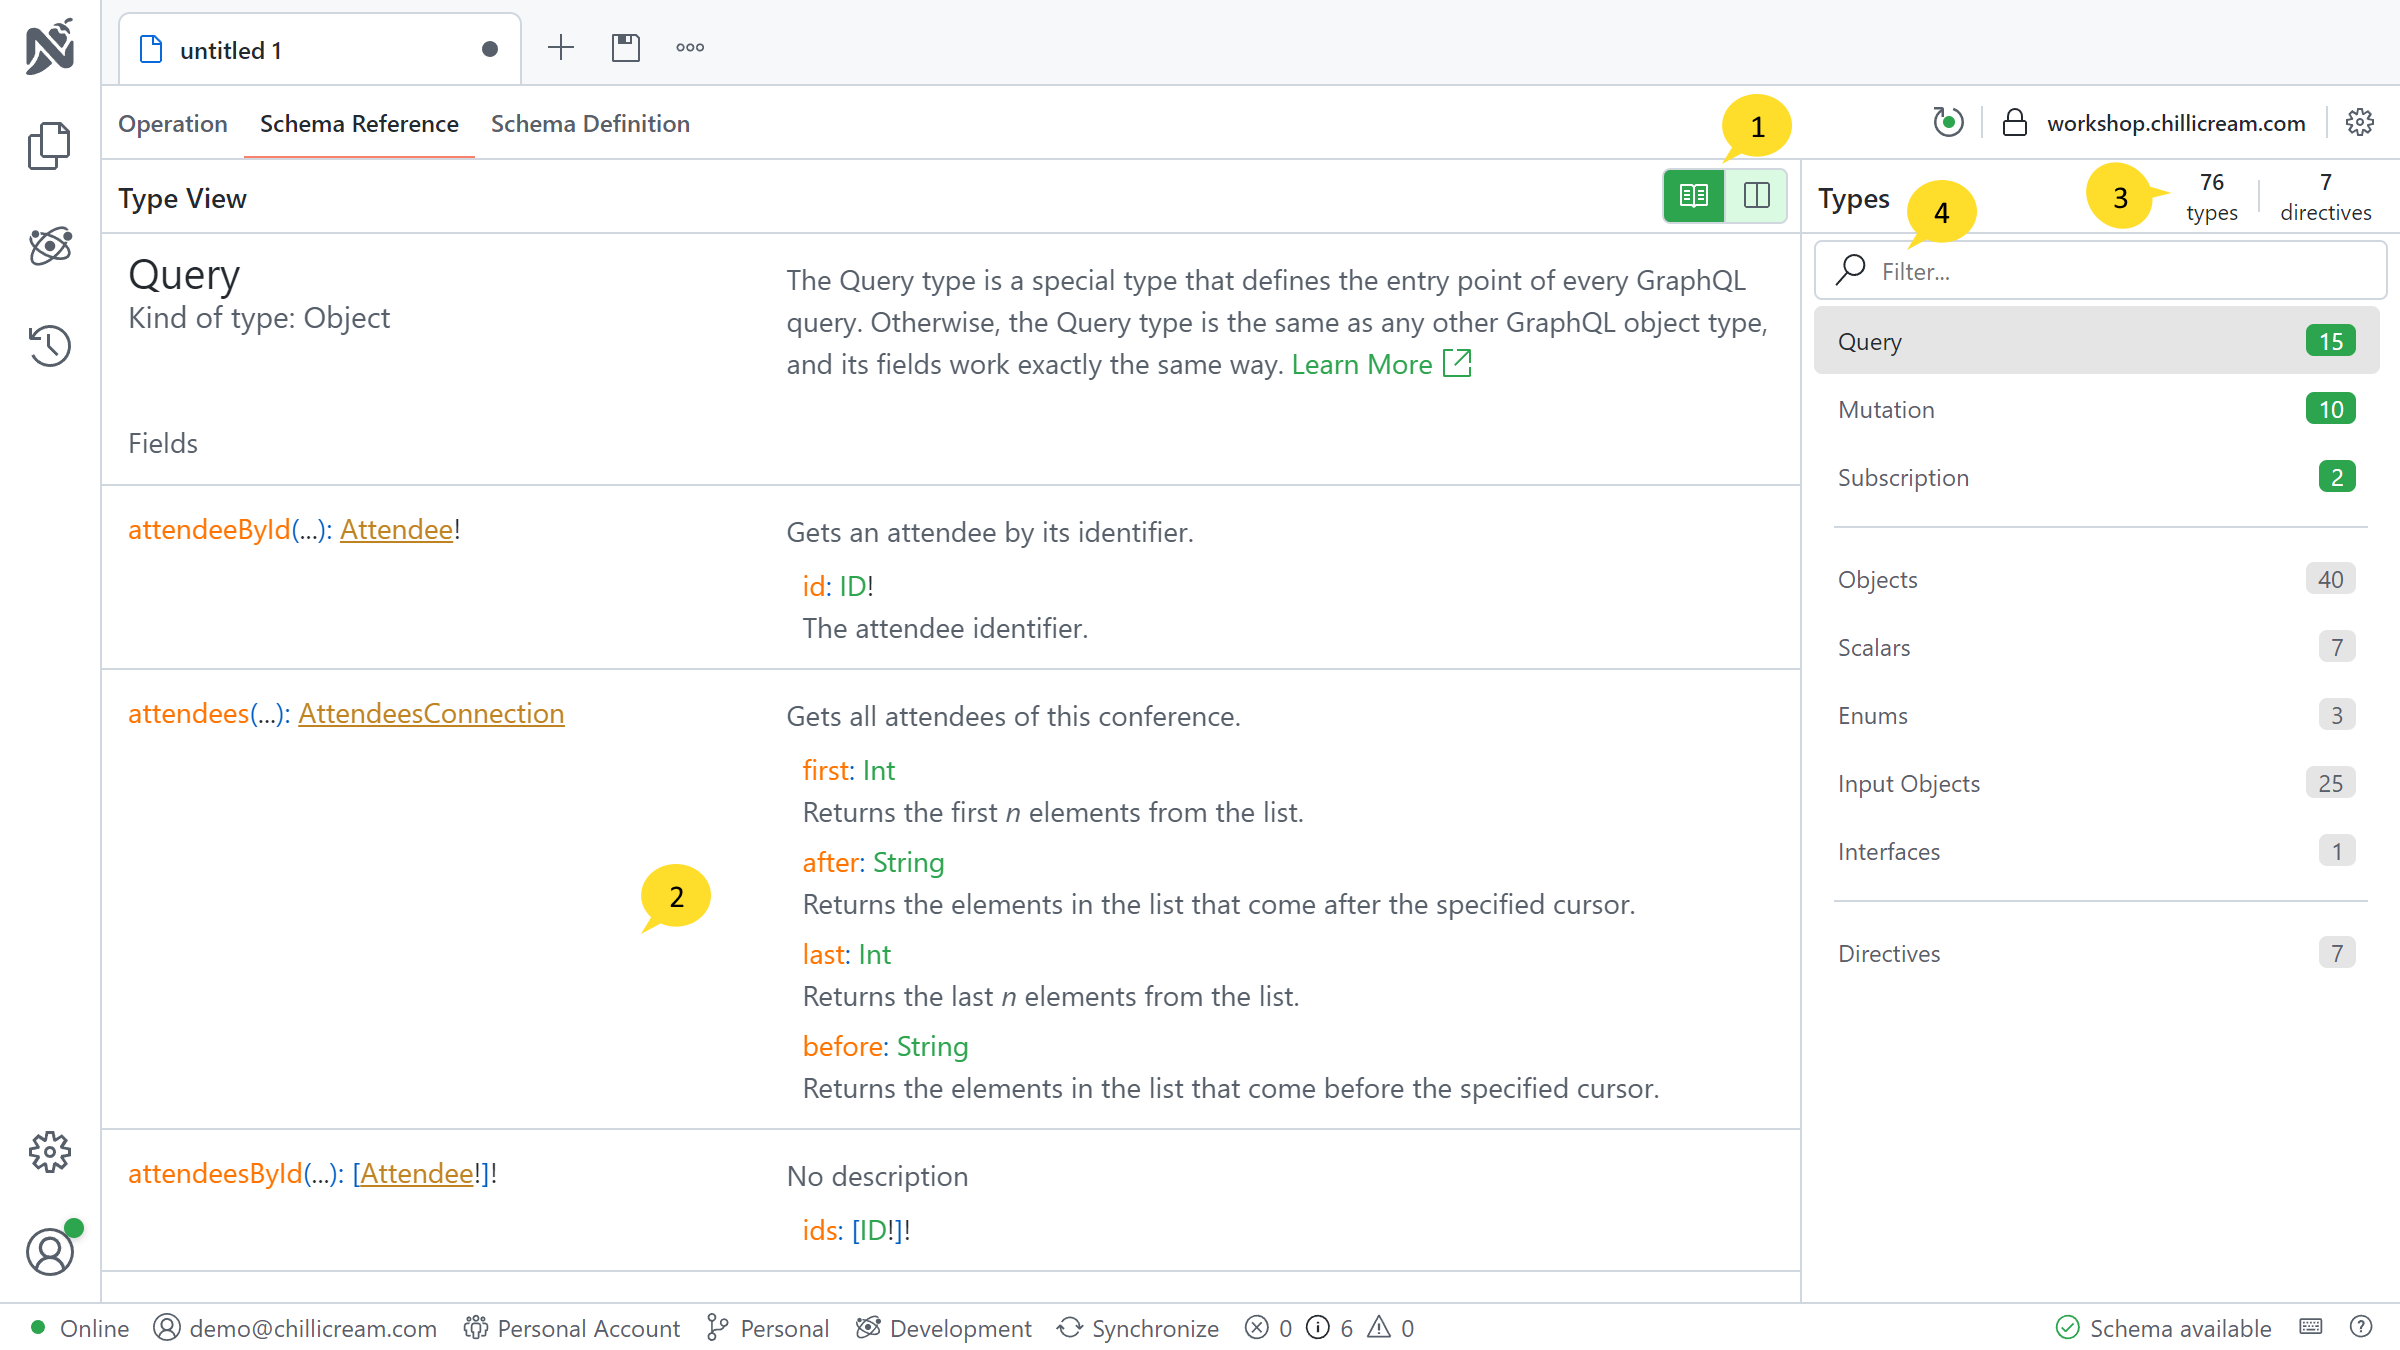 untitled 1
Operation
Schema Reference
Schema Definition
1
workshop.chillicream.com
Type View
Query
Kind of type: Object
The Query type is a special type that defines the entry point of every GraphQL
query. Otherwise, the Query type is the same as any other GraphQL object type,
and its fields work exactly the same way. Learn More
Fields
attendeeById(...): Attendee!
Gets an attendee by its identifier.
id: ID!
The attendee identifier.
attendees(...): AttendeesConnection
Gets all attendees of this conference.
first: Int
Returns the first n elements from the list.
after: String
Returns the elements in the list that come after the specified cursor.
2
last: Int
Returns the last n elements from the list.
before: String
Returns the elements in the list that come before the specified cursor.
attendeesById(...): [Attendee!]!
No description
ids: [ID!]!
Types
4
3
76
types
7
directives
Filter...
Query 15
Mutation 10
Subscription 2
Objects 40
Scalars 7
Enums 3
Input Objects 25
Interfaces 1
Directives 7
Online
demo@chillicream.com
Personal Account
Personal
Development
Synchronize
0
6
0
Schema available